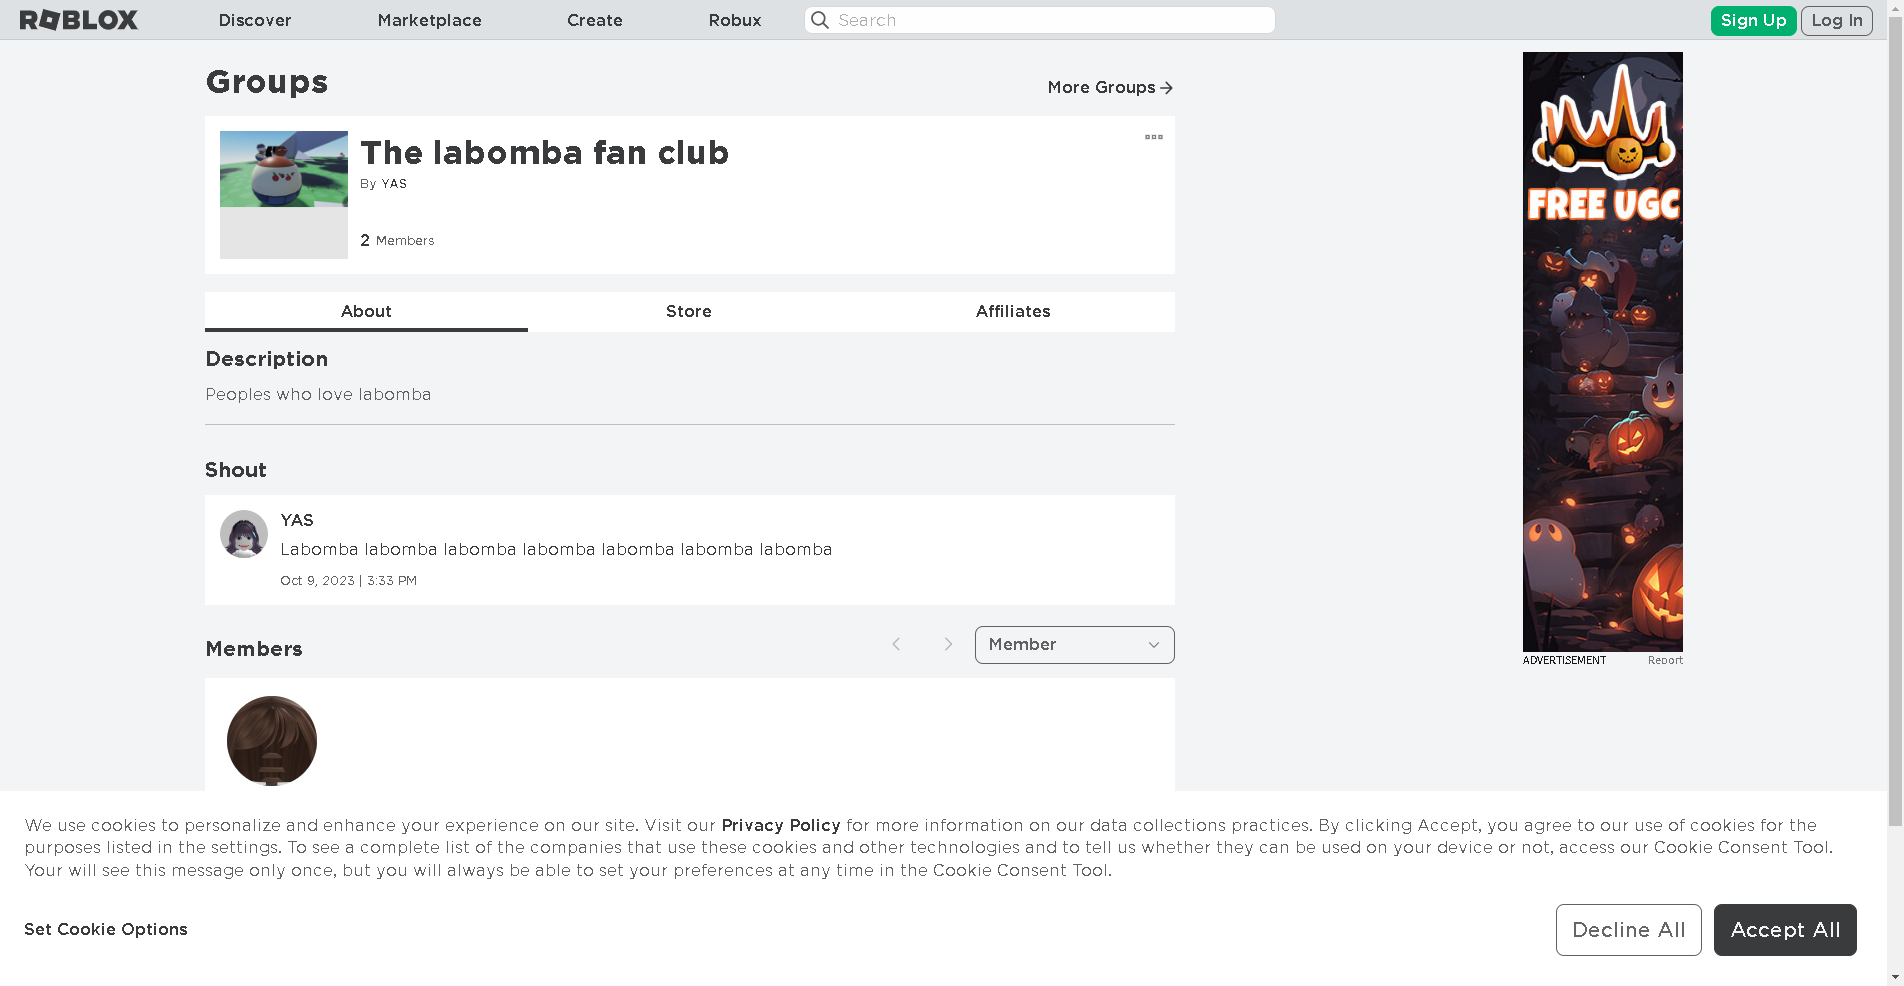 ROBLOX
Discover
Marketplace
Create
Robux
Search
Sign Up
Log In
Groups
More Groups
The labomba fan club
By YAS
2 Members
About
Store
Affiliates
Description
Peoples who love labomba
Shout
YAS
Labomba labomba labomba labomba labomba labomba labomba
Oct 9, 2023 | 3:33 PM
Members
Member
FREE UGC
ADVERTISEMENT
Report
We use cookies to personalize and enhance your experience on our site. Visit our Privacy Policy for more information on our data collections practices. By clicking Accept, you agree to our use of cookies for the
purposes listed in the settings. To see a complete list of the companies that use these cookies and other technologies and to tell us whether they can be used on your device or not, access our Cookie Consent Tool.
Your will see this message only once, but you will always be able to set your preferences at any time in the Cookie Consent Tool.
Set Cookie Options
Decline All
Accept All